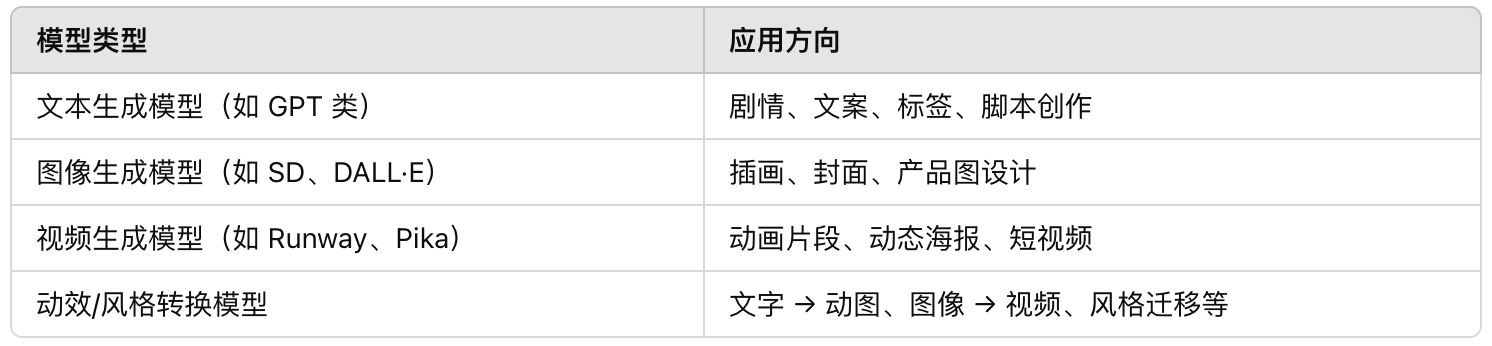 模型类型 应用方向
文本生成模型（如 GPT 类） 剧情、文案、标签、脚本创作
图像生成模型（如 SD、DALL·E） 插画、封面、产品图设计
视频生成模型（如 Runway、Pika） 动画片段、动态海报、短视频
动效/风格转换模型 文字 → 动图、图像 → 视频、风格迁移等